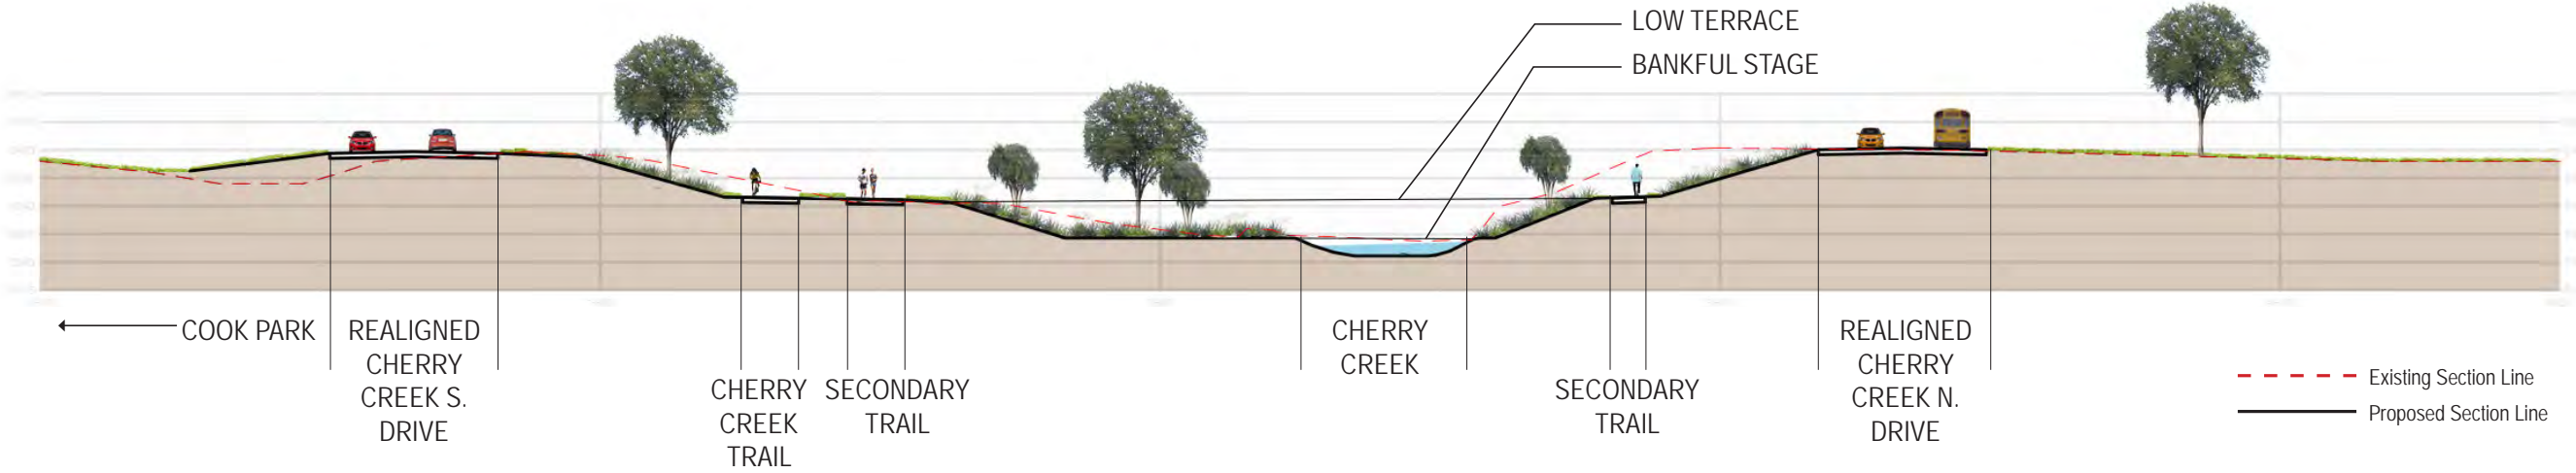 LOW TERRACE
BANKFUL STAGE
COOK PARK
REALIGNED
CHERRY
CREEK S.
DRIVE
CHERRY
CREEK
TRAIL
SECONDARY
TRAIL
CHERRY
CREEK
SECONDARY
TRAIL
REALIGNED
CHERRY
CREEK N.
DRIVE
Existing Section Line
Proposed Section Line